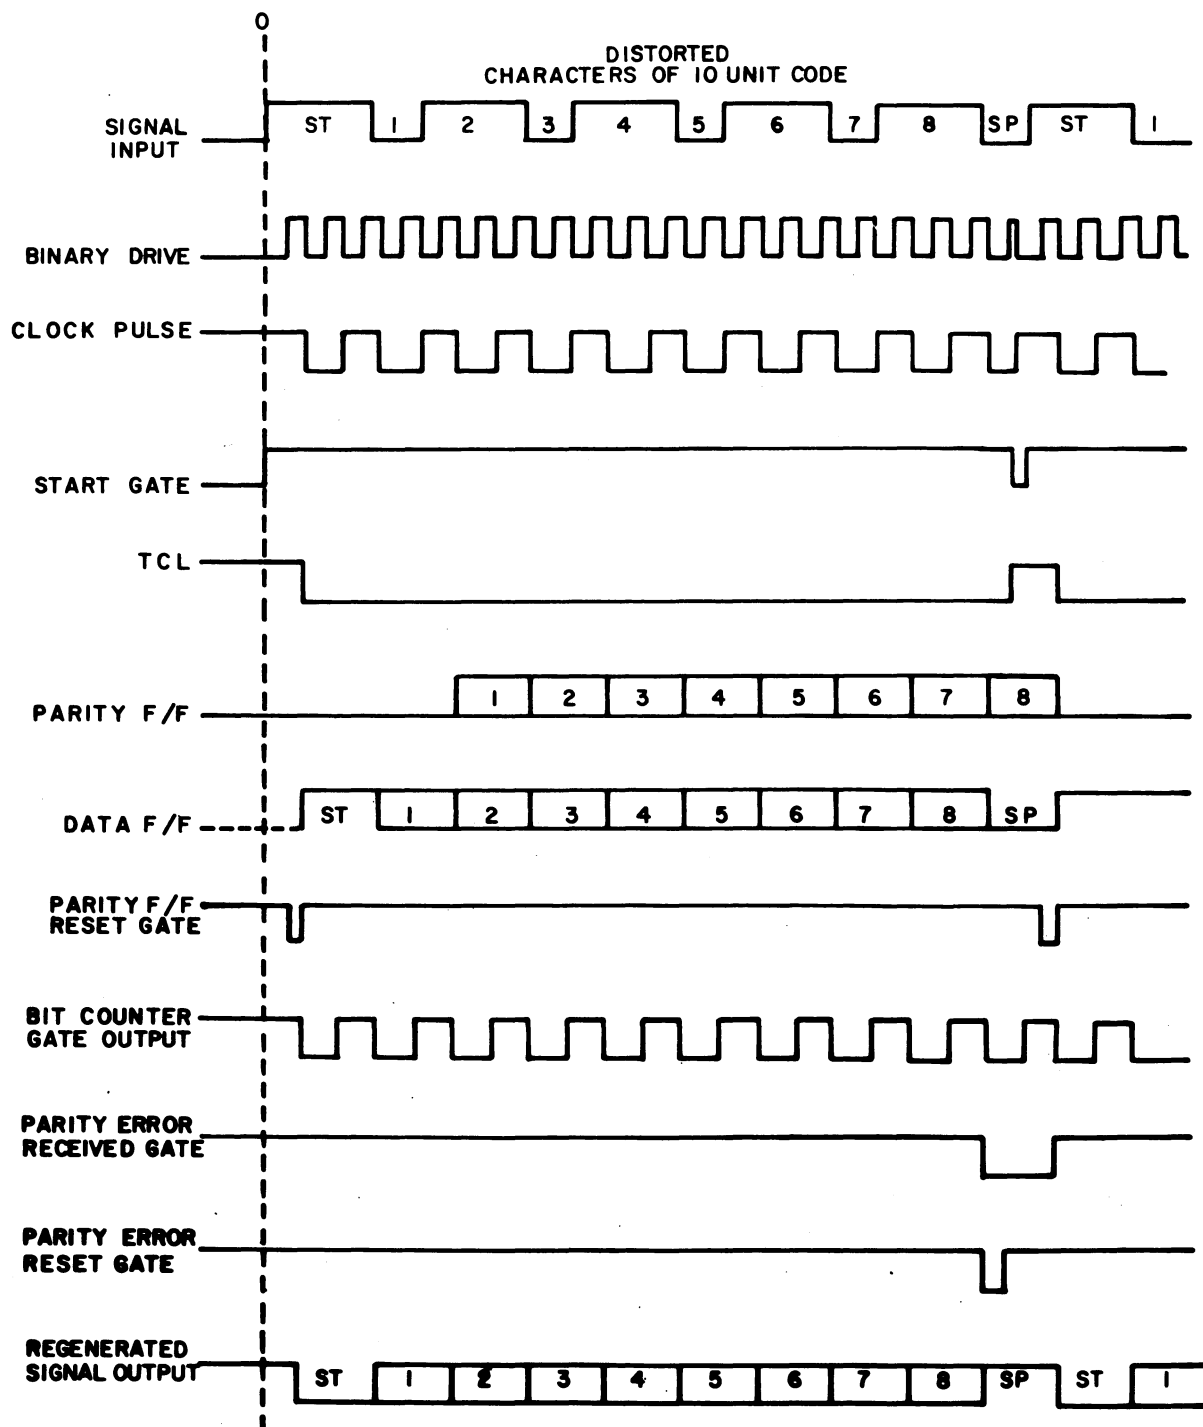 0
DISTORTED
CHARACTERS OF 10 UNIT CODE
SIGNAL
INPUT
ST 1 2 3 4 5 6 7 8 SP ST 1
BINARY DRIVE
CLOCK PULSE
START GATE
TCL
PARITY F/F
1 2 3 4 5 6 7 8
DATA F/F
ST 1 2 3 4 5 6 7 8 SP
PARITY F/F
RESET GATE
BIT COUNTER
GATE OUTPUT
PARITY ERROR
RECEIVED GATE
PARITY ERROR
RESET GATE
REGENERATED
SIGNAL OUTPUT
ST 1 2 3 4 5 6 7 8 SP ST 1